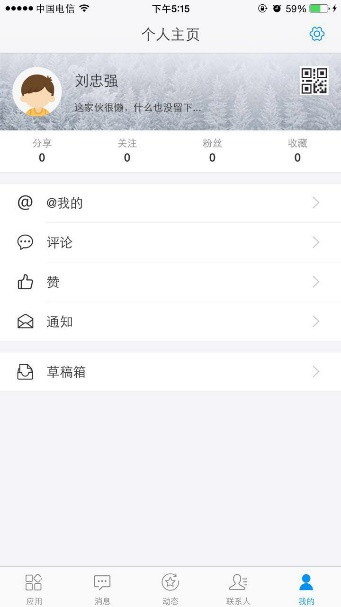 中国电信 下午5:15 59%
个人主页
刘忠强
这家伙很懒，什么也没留下...
分享 关注 粉丝 收藏
0 0 0 0
@我的
评论
赞
通知
草稿箱
应用 消息 动态 联系人 我的